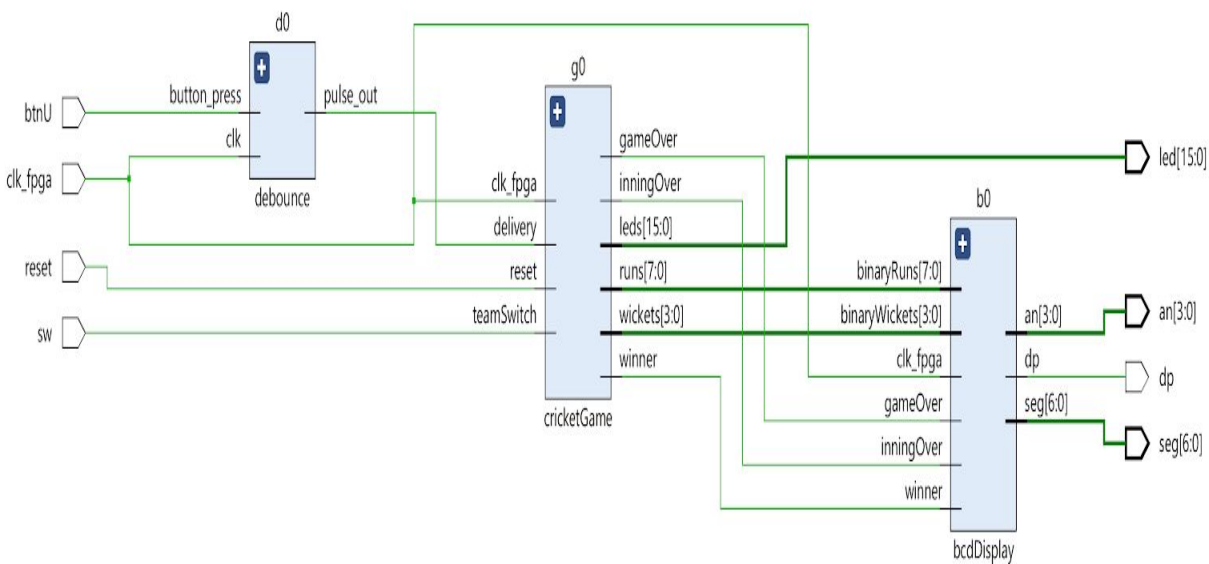 d0
button_press
pulse_out
clk
debounce
btnU
clk_fpga
reset
sw
g0
clk_fpga
delivery
reset
teamSwitch
gameOver
inningOver
leds[15:0]
runs[7:0]
wickets[3:0]
winner
cricketGame
b0
binaryRuns[7:0]
binaryWickets[3:0]
clk_fpga
gameOver
inningOver
winner
an[3:0]
dp
seg[6:0]
bcdDisplay
led[15:0]
an[3:0]
dp
seg[6:0]